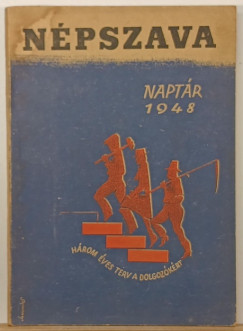 NÉPSZAVA
NAPTÁR
1948
HÁROM ÉVES TERV A DOLGOZÓKÉRT